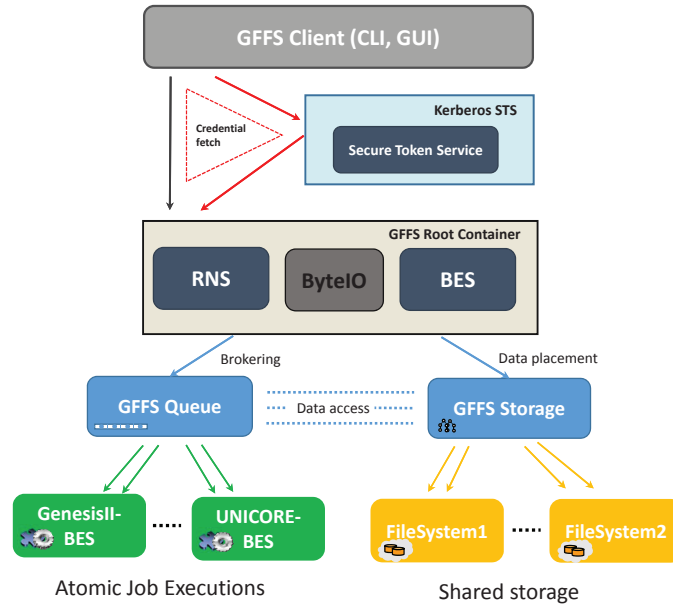 GFFS Client (CLI, GUI)
Kerberos STS
Credential
fetch
Secure Token Service
GFFS Root Container
RNS
ByteIO
BES
Brokering
Data placement
GFFS Queue
Data access
GFFS Storage
GenesisII-
BES
UNICORE-
BES
FileSystem1
FileSystem2
Atomic Job Executions
Shared storage